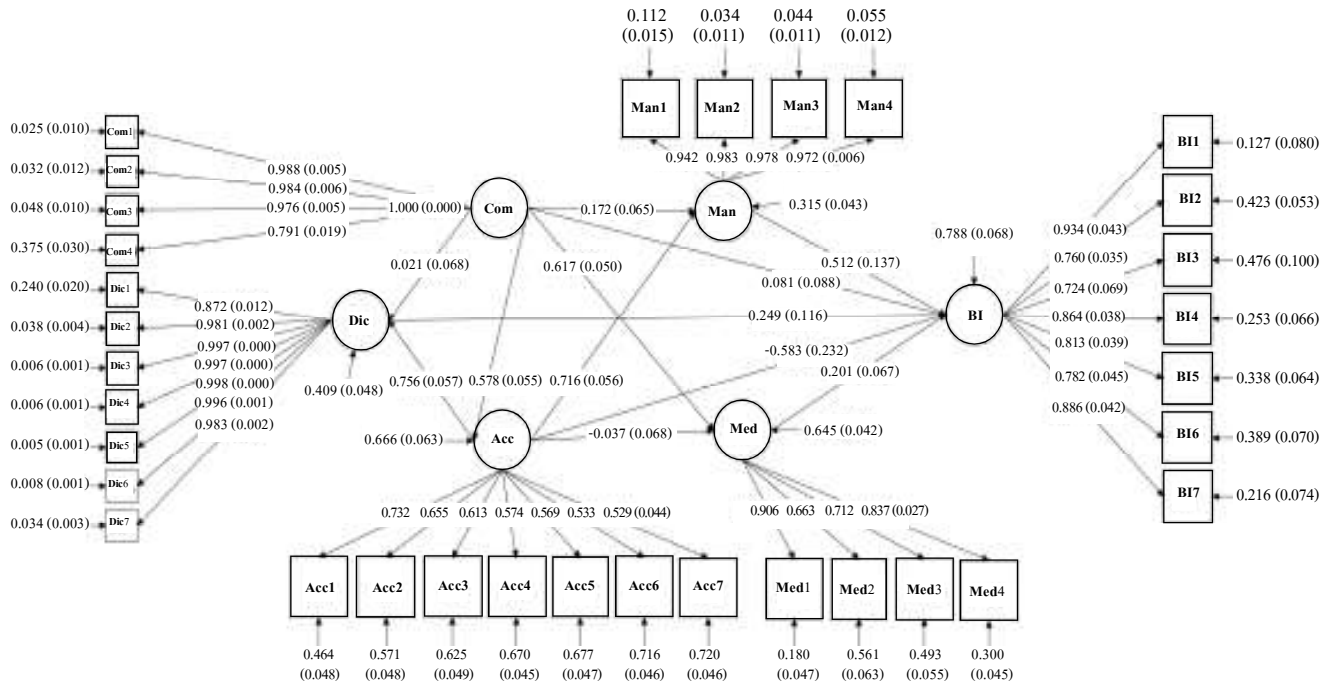 0.112 0.034 0.044 0.055
(0.015) (0.011) (0.011) (0.012)
Man1 Man2 Man3 Man4
0.942 0.983 0.978 0.972 (0.006)
0.025 (0.010) Com1
0.032 (0.012) Com2
0.048 (0.010) Com3
0.375 (0.030) Com4
0.988 (0.005)
0.984 (0.006)
0.976 (0.005)
0.791 (0.019)
1.000 (0.000) Com
0.172 (0.065) Man
0.315 (0.043)
0.240 (0.020) Dic1
0.038 (0.004) Dic2
0.006 (0.001) Dic3
0.006 (0.001) Dic4
0.005 (0.001) Dic5
0.008 (0.001) Dic6
0.034 (0.003) Dic7
0.872 (0.012)
0.981 (0.002)
0.997 (0.000)
0.997 (0.000)
0.998 (0.000)
0.996 (0.001)
0.983 (0.002)
Dic
0.409 (0.048)
0.021 (0.068)
0.617 (0.050)
0.512 (0.137)
0.081 (0.088)
0.249 (0.116)
-0.583 (0.232)
0.201 (0.067)
0.756 (0.057) 0.578 (0.055) 0.716 (0.056)
0.788 (0.068)
BI
0.934 (0.043)
0.760 (0.035)
0.724 (0.069)
0.864 (0.038)
0.813 (0.039)
0.782 (0.045)
0.886 (0.042)
BI1 0.127 (0.080)
BI2 0.423 (0.053)
BI3 0.476 (0.100)
BI4 0.253 (0.066)
BI5 0.338 (0.064)
BI6 0.389 (0.070)
BI7 0.216 (0.074)
0.666 (0.063) Acc -0.037 (0.068) Med 0.645 (0.042)
0.732 0.655 0.613 0.574 0.569 0.533 0.529 (0.044)
0.906 0.663 0.712 0.837 (0.027)
Acc1 Acc2 Acc3 Acc4 Acc5 Acc6 Acc7
Med1 Med2 Med3 Med4
0.464 0.571 0.625 0.670 0.677 0.716 0.720
(0.048) (0.048) (0.049) (0.045) (0.047) (0.046) (0.046)
0.180 0.561 0.493 0.300
(0.047) (0.063) (0.055) (0.045)